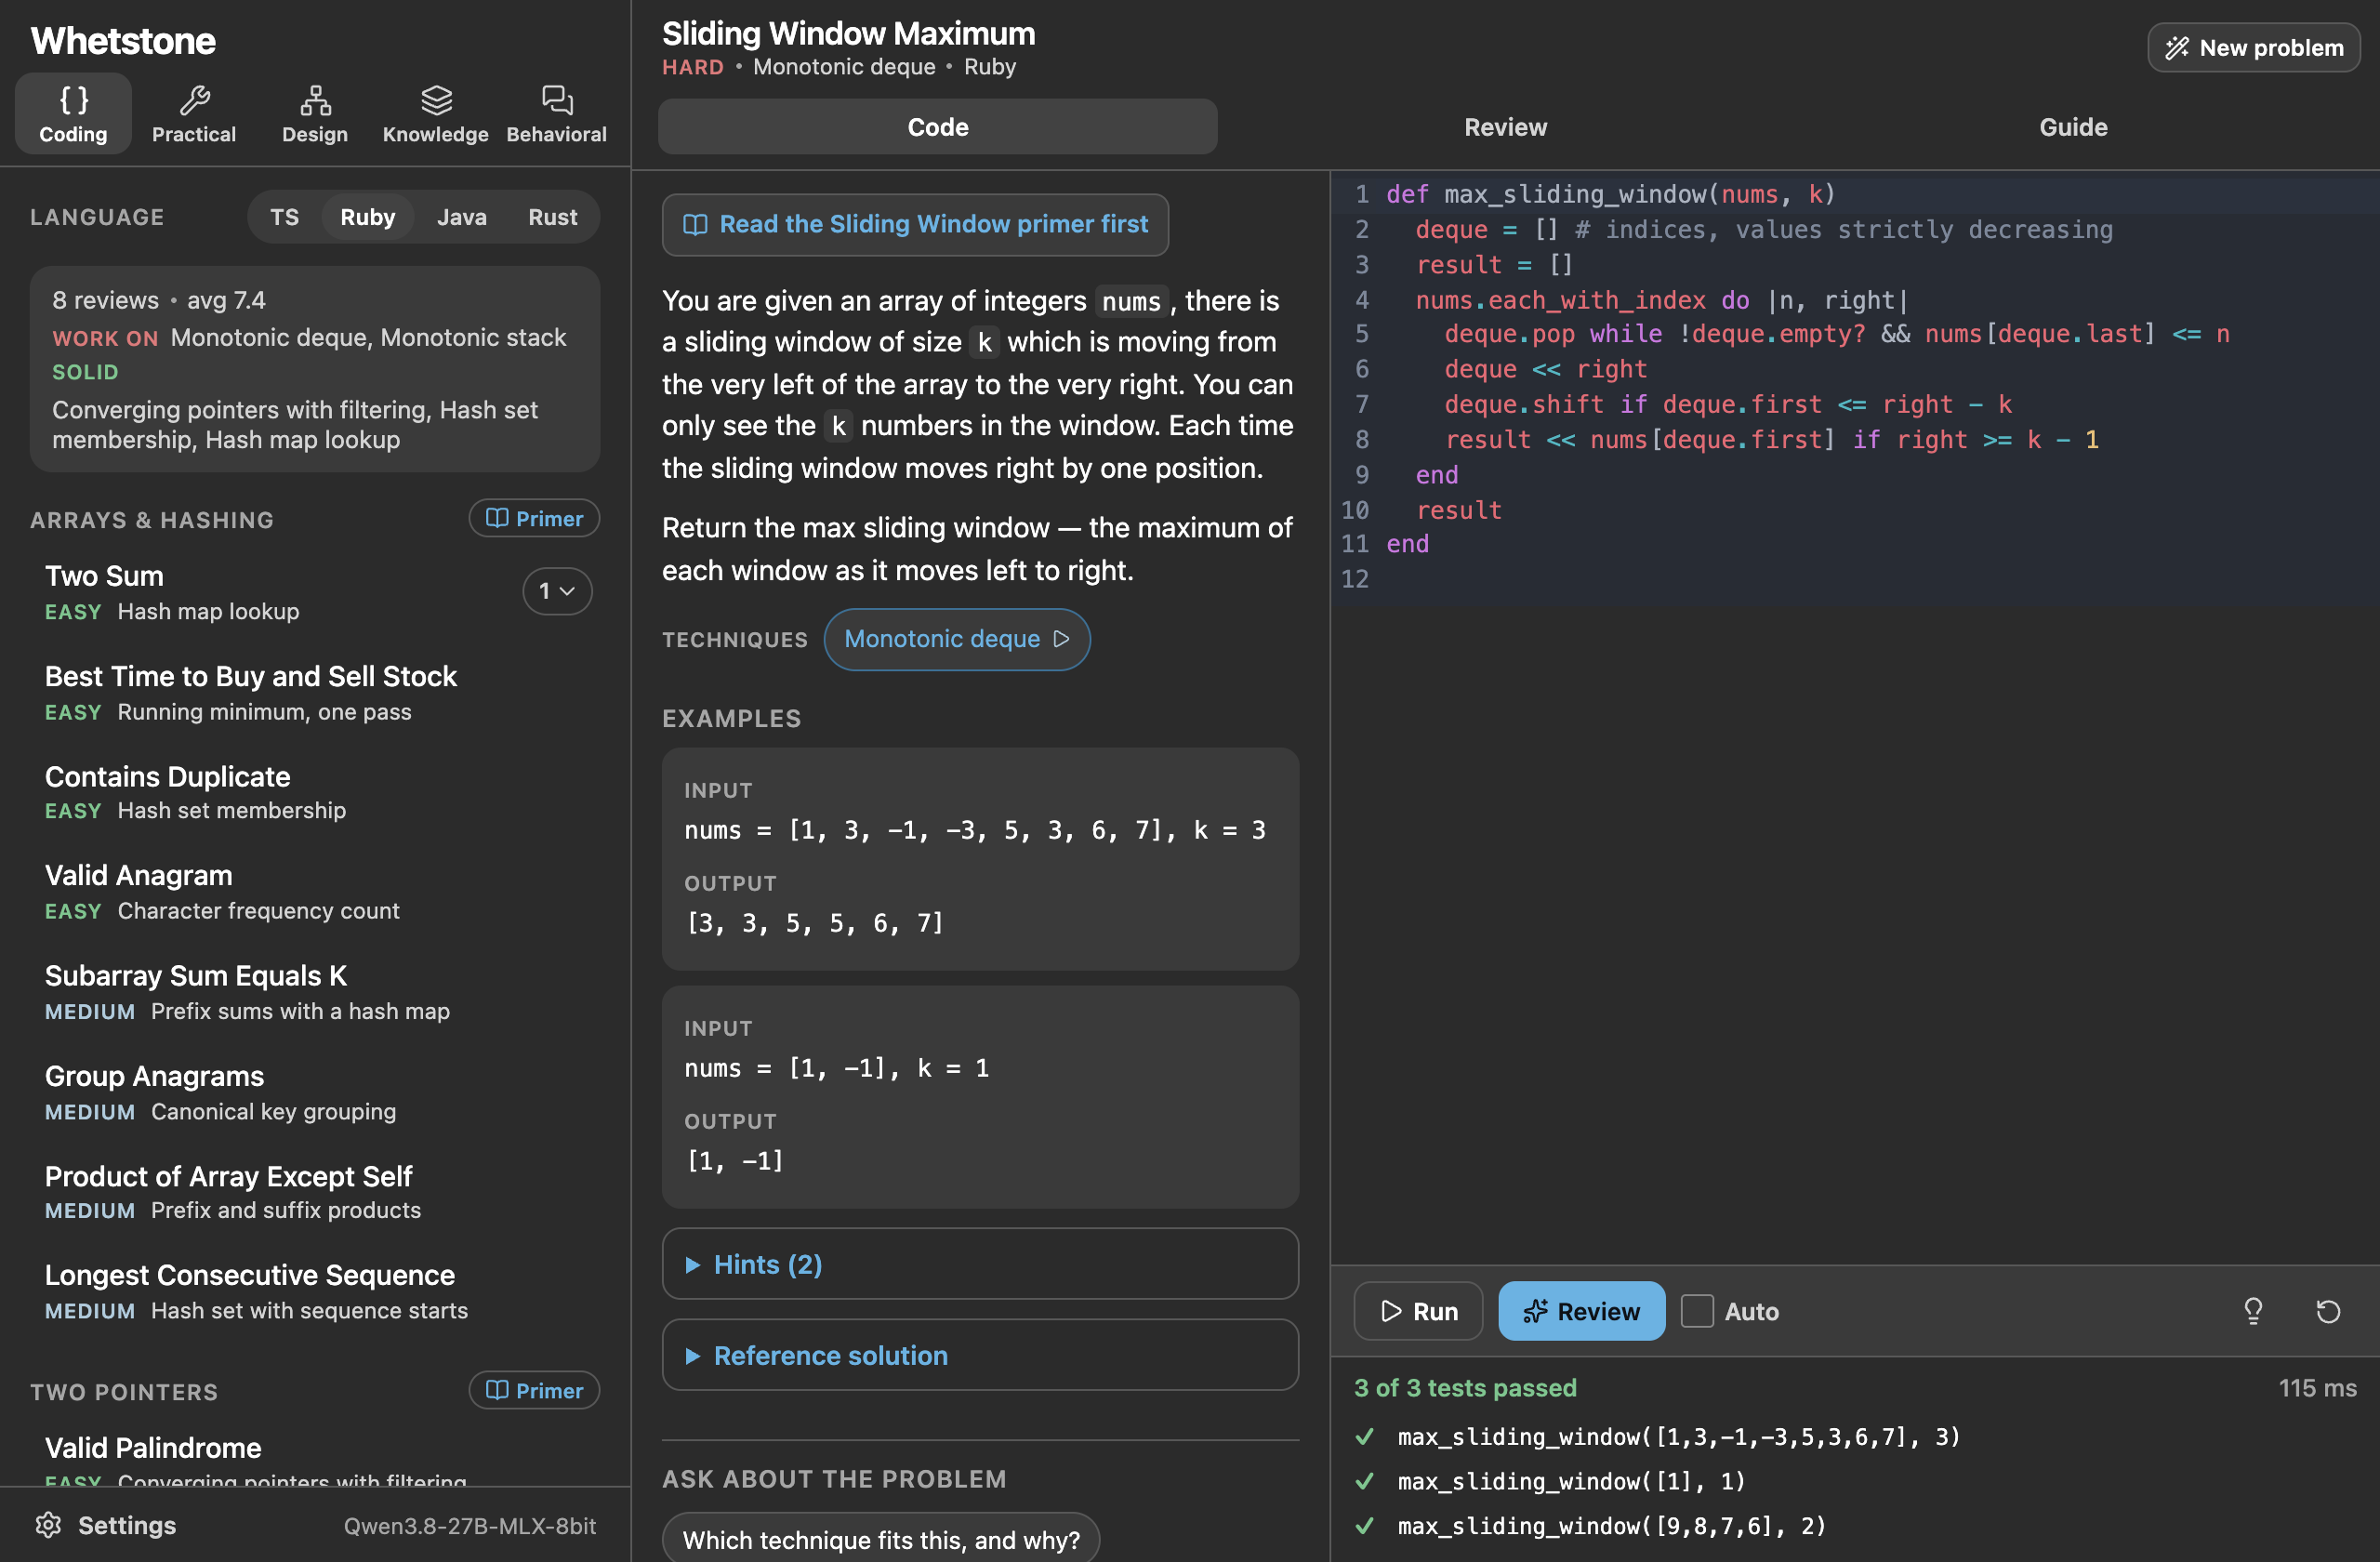 Whetstone
Coding
Practical
Design
Knowledge
Behavioral
LANGUAGE
TS
Ruby
Java
Rust
8 reviews • avg 7.4
WORK ON Monotonic deque, Monotonic stack
SOLID
Converging pointers with filtering, Hash set
membership, Hash map lookup
ARRAYS & HASHING
Primer
Two Sum
EASY Hash map lookup
1
Best Time to Buy and Sell Stock
EASY Running minimum, one pass
Contains Duplicate
EASY Hash set membership
Valid Anagram
EASY Character frequency count
Subarray Sum Equals K
MEDIUM Prefix sums with a hash map
Group Anagrams
MEDIUM Canonical key grouping
Product of Array Except Self
MEDIUM Prefix and suffix products
Longest Consecutive Sequence
MEDIUM Hash set with sequence starts
TWO POINTERS
Primer
Valid Palindrome
EASY Converging pointers with filtering
Settings
Qwen3.8-27B-MLX-8bit
Sliding Window Maximum
HARD • Monotonic deque • Ruby
New problem
Code
Review
Guide
Read the Sliding Window primer first
You are given an array of integers nums, there is
a sliding window of size k which is moving from
the very left of the array to the very right. You can
only see the k numbers in the window. Each time
the sliding window moves right by one position.
Return the max sliding window — the maximum of
each window as it moves left to right.
TECHNIQUES
Monotonic deque
EXAMPLES
INPUT
nums = [1, 3, −1, −3, 5, 3, 6, 7], k = 3
OUTPUT
[3, 3, 5, 5, 6, 7]
INPUT
nums = [1, −1], k = 1
OUTPUT
[1, −1]
Hints (2)
Reference solution
ASK ABOUT THE PROBLEM
Which technique fits this, and why?
1 def max_sliding_window(nums, k)
2   deque = [] # indices, values strictly decreasing
3   result = []
4   nums.each_with_index do |n, right|
5     deque.pop while !deque.empty? && nums[deque.last] <= n
6     deque << right
7     deque.shift if deque.first <= right - k
8     result << nums[deque.first] if right >= k - 1
9   end
10   result
11 end
12
Run
Review
Auto
3 of 3 tests passed
115 ms
max_sliding_window([1,3,−1,−3,5,3,6,7], 3)
max_sliding_window([1], 1)
max_sliding_window([9,8,7,6], 2)